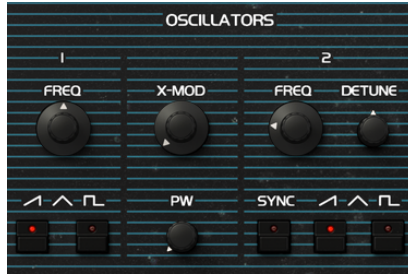 OSCILLATORS
1 2
FREQ X-MOD FREQ DETUNE
PW SYNC